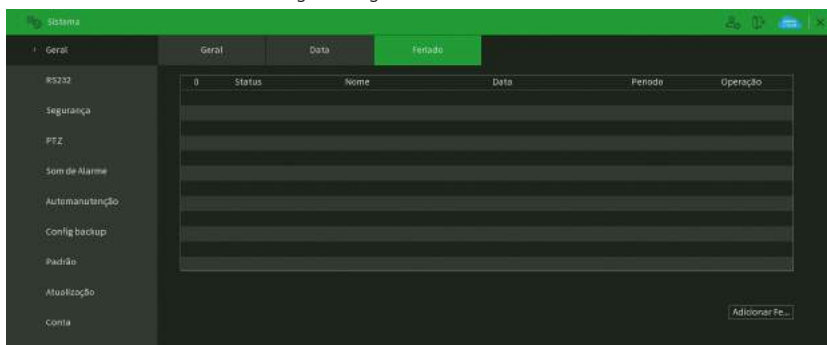 Sistema
Geral
Geral Data Feriado
RS232
0 Status Nome Data Periodo Operação
Segurança
PTZ
Som de Alarme
Automanutenção
Config backup
Padrão
Atualização
Adicionar Fe...
Conta